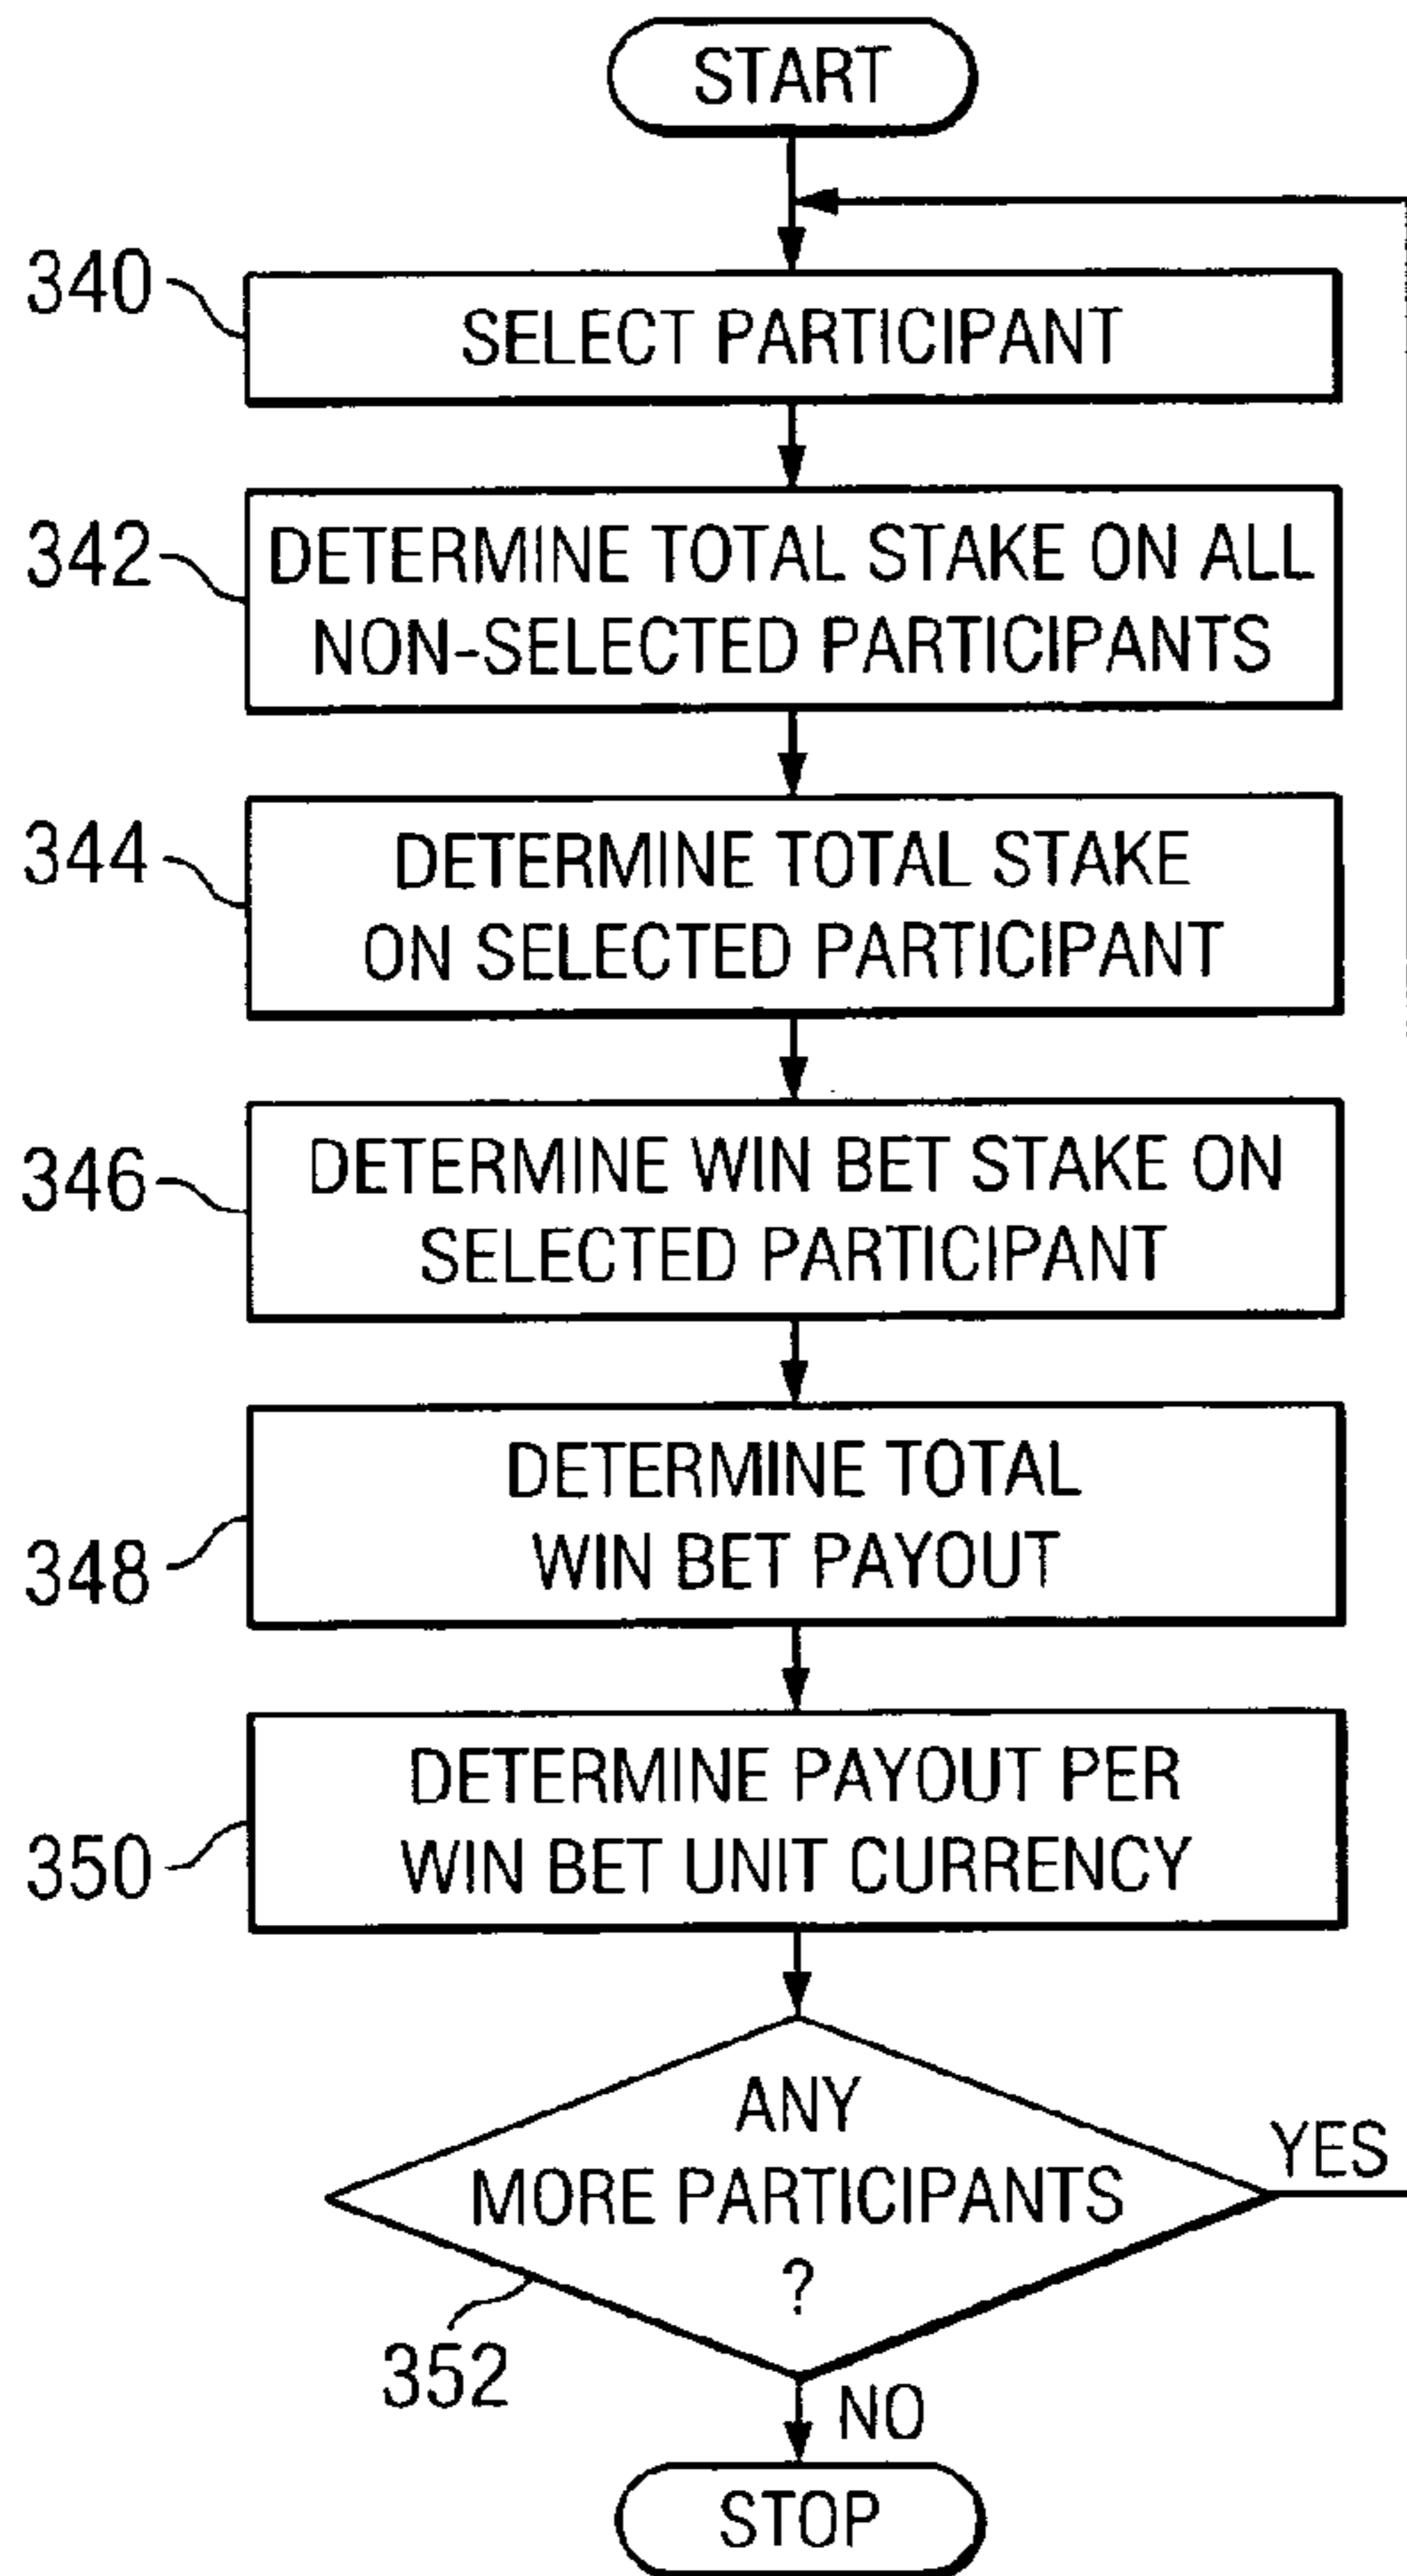 START
340
SELECT PARTICIPANT
342
DETERMINE TOTAL STAKE ON ALL
NON-SELECTED PARTICIPANTS
344
DETERMINE TOTAL STAKE
ON SELECTED PARTICIPANT
346
DETERMINE WIN BET STAKE ON
SELECTED PARTICIPANT
348
DETERMINE TOTAL
WIN BET PAYOUT
350
DETERMINE PAYOUT PER
WIN BET UNIT CURRENCY
ANY
MORE PARTICIPANTS
?
YES
352
NO
STOP